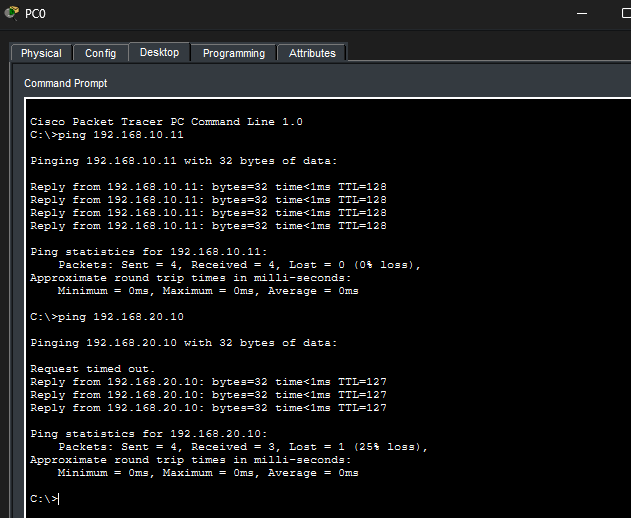 PC0
Physical Config Desktop Programming Attributes
Command Prompt
Cisco Packet Tracer PC Command Line 1.0
C:\>ping 192.168.10.11
Pinging 192.168.10.11 with 32 bytes of data:
Reply from 192.168.10.11: bytes=32 time<1ms TTL=128
Reply from 192.168.10.11: bytes=32 time<1ms TTL=128
Reply from 192.168.10.11: bytes=32 time<1ms TTL=128
Reply from 192.168.10.11: bytes=32 time<1ms TTL=128
Ping statistics for 192.168.10.11:
    Packets: Sent = 4, Received = 4, Lost = 0 (0% loss),
Approximate round trip times in milli-seconds:
    Minimum = 0ms, Maximum = 0ms, Average = 0ms
C:\>ping 192.168.20.10
Pinging 192.168.20.10 with 32 bytes of data:
Request timed out.
Reply from 192.168.20.10: bytes=32 time<1ms TTL=127
Reply from 192.168.20.10: bytes=32 time<1ms TTL=127
Reply from 192.168.20.10: bytes=32 time<1ms TTL=127
Ping statistics for 192.168.20.10:
    Packets: Sent = 4, Received = 3, Lost = 1 (25% loss),
Approximate round trip times in milli-seconds:
    Minimum = 0ms, Maximum = 0ms, Average = 0ms
C:\>